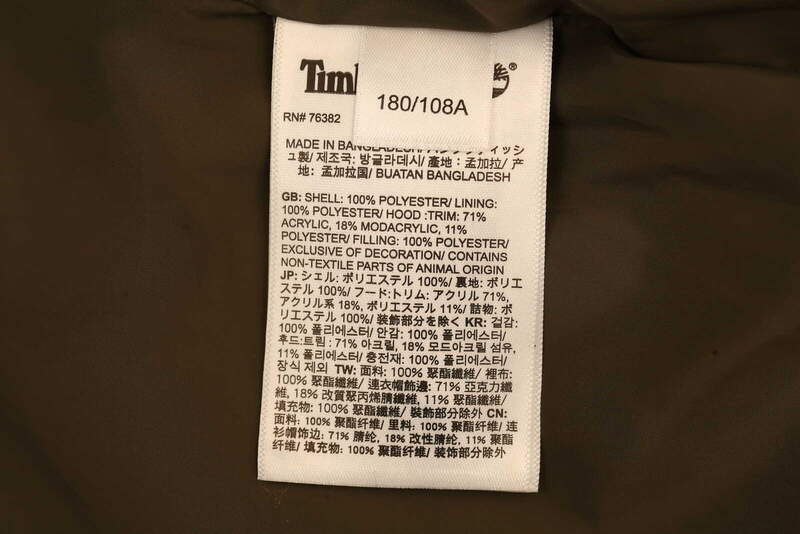 Timb ®
180/108A
RN# 76382
MADE IN BANGLADESH/ バングラディッシ
ュ製/ 제조국: 방글라데시/ 產地：孟加拉/ 产
地：孟加拉国/ BUATAN BANGLADESH
GB: SHELL: 100% POLYESTER/ LINING:
100% POLYESTER/ HOOD :TRIM: 71%
ACRYLIC, 18% MODACRYLIC, 11%
POLYESTER/ FILLING: 100% POLYESTER/
EXCLUSIVE OF DECORATION/ CONTAINS
NON-TEXTILE PARTS OF ANIMAL ORIGIN
JP: シェル: ポリエステル 100%/ 裏地: ポリエ
ステル 100%/ フード:トリム: アクリル 71%,
アクリル系 18%, ポリエステル 11%/ 詰物: ポ
リエステル 100%/ 装飾部分を除く KR: 겉감:
100% 폴리에스터/ 안감: 100% 폴리에스터/
후드:트림 : 71% 아크릴, 18% 모드아크릴 섬유,
11% 폴리에스터/ 충전재: 100% 폴리에스터/
장식 제외 TW: 面料: 100% 聚酯纖維/ 裡布:
100% 聚酯纖維/ 連衣帽飾邊: 71% 亞克力纖
維, 18% 改質聚丙烯腈纖維, 11% 聚酯纖維/
填充物: 100% 聚酯纖維/ 裝飾部分除外 CN:
面料: 100% 聚酯纤维/ 里料: 100% 聚酯纤维/ 连
衫帽饰边: 71% 腈纶, 18% 改性腈纶, 11% 聚酯
纤维/ 填充物: 100% 聚酯纤维/ 装饰部分除外